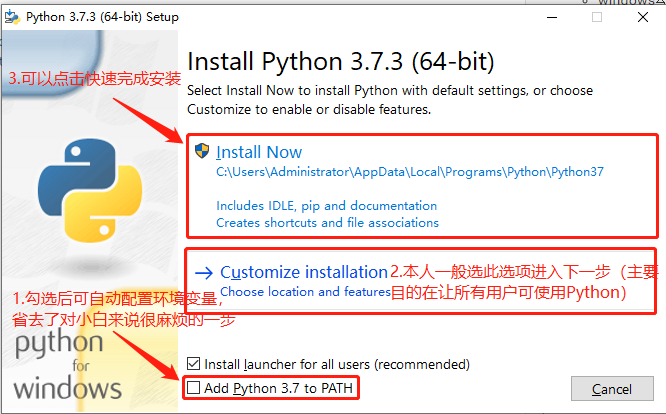 Python 3.7.3 (64-bit) Setup
Install Python 3.7.3 (64-bit)
3.可以点击快速完成安装
Select Install Now to install Python with default settings, or choose
Customize to enable or disable features.
Install Now
C:\Users\Administrator\AppData\Local\Programs\Python\Python37
Includes IDLE, pip and documentation
Creates shortcuts and file associations
Customize installation
Choose location and features
2.本人一般选此选项进入下一步（主要
目的在让所有用户可使用Python）
1.勾选后可自动配置环境变量，
省去了对小白来说很麻烦的一步
python
for
windows
Install launcher for all users (recommended)
Add Python 3.7 to PATH
Cancel